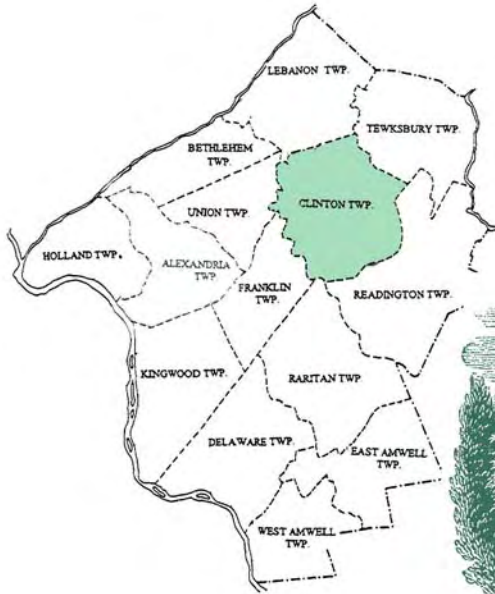 LEBANON TWP.
TEWKSBURY TWP.
BETHLEHEM
TWP.
CLINTON TWP.
UNION TWP.
HOLLAND TWP.
ALEXANDRIA
TWP.
FRANKLIN
TWP.
READINGTON TWP.
KINGWOOD TWP.
RARITAN TWP.
DELAWARE TWP.
EAST AMWELL
TWP.
WEST AMWELL
TWP.